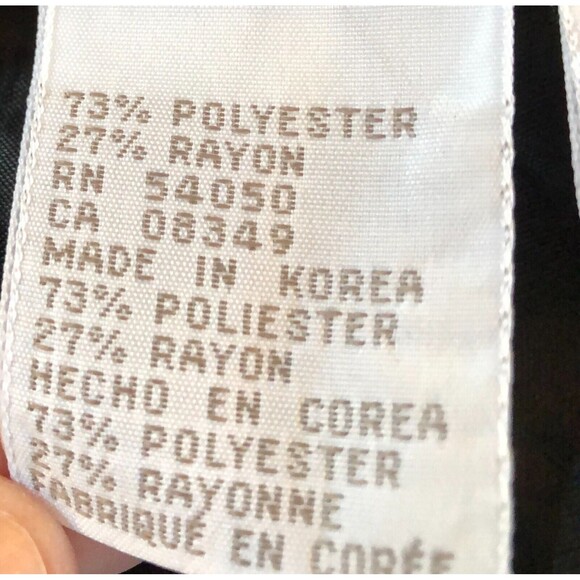 73% POLYESTER
27% RAYON
RN 54050
CA 08349
MADE IN KOREA
73% POLIESTER
27% RAYON
HECHO EN COREA
73% POLYESTER
27% RAYONNE
FABRIQUÉ EN CORÉE